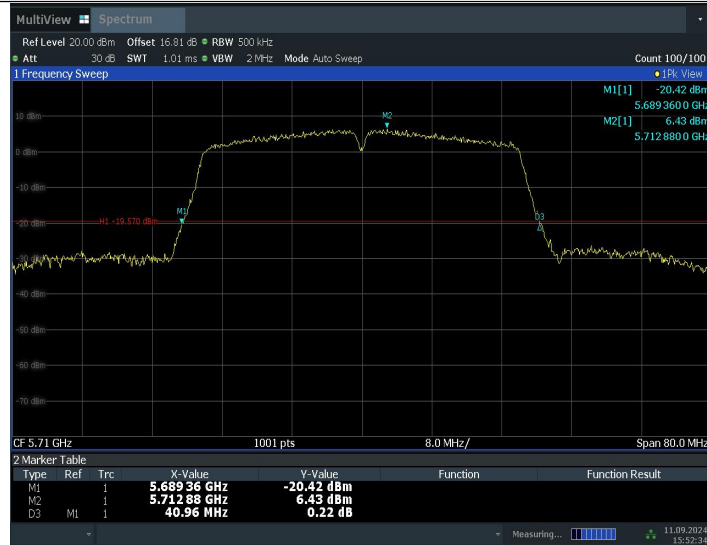 MultiView Spectrum
Ref Level 20.00 dBm Offset 16.81 dB RBW 500 kHz
Att 30 dB SWT 1.01 ms VBW 2 MHz Mode Auto Sweep Count 100/100
1 Frequency Sweep 1Pk View
M1[1] -20.42 dBm
5.689 360 0 GHz
M2[1] 6.43 dBm
5.712 880 0 GHz
10 dBm
M2
0 dBm
-10 dBm
M1
H1 -19.570 dBm
D3
-20 dBm
-30 dBm
-40 dBm
-50 dBm
-60 dBm
-70 dBm
CF 5.71 GHz 1001 pts 8.0 MHz/ Span 80.0 MHz
2 Marker Table
Type Ref Trc X-Value Y-Value Function Function Result
M1 1 5.689 36 GHz -20.42 dBm
M2 1 5.712 88 GHz 6.43 dBm
D3 M1 1 40.96 MHz 0.22 dB
Measuring... 11.09.2024
15:52:34